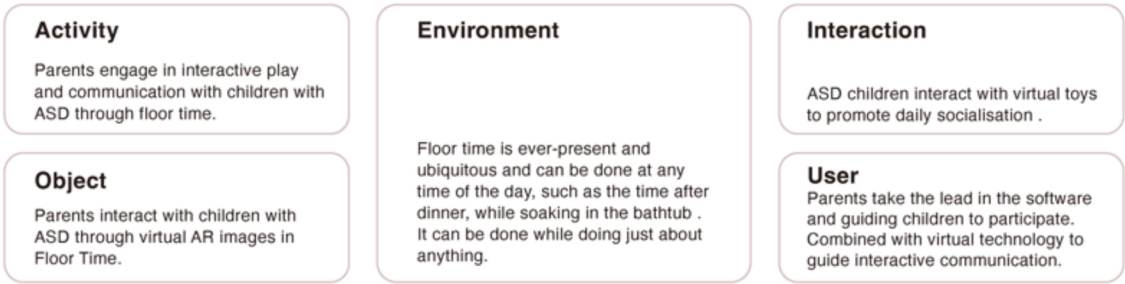 Activity
Parents engage in interactive play
and communication with children with
ASD through floor time.
Object
Parents interact with children with
ASD through virtual AR images in
Floor Time.
Environment
Floor time is ever-present and
ubiquitous and can be done at any
time of the day, such as the time after
dinner, while soaking in the bathtub .
It can be done while doing just about
anything.
Interaction
ASD children interact with virtual toys
to promote daily socialisation .
User
Parents take the lead in the software
and guiding children to participate.
Combined with virtual technology to
guide interactive communication.